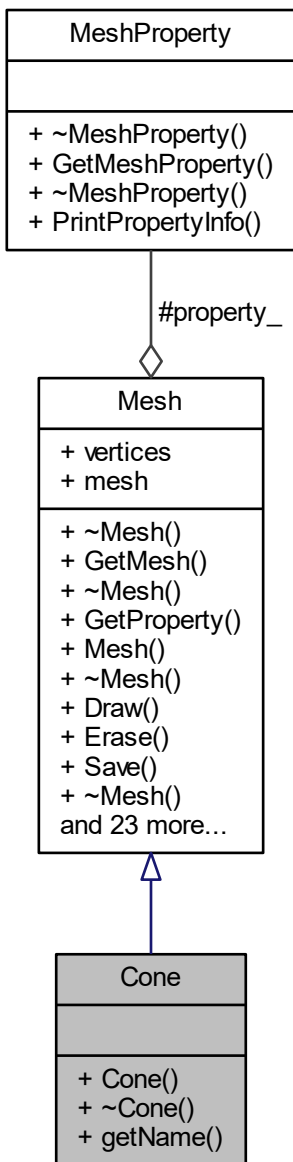 MeshProperty
+ ~MeshProperty()
+ GetMeshProperty()
+ ~MeshProperty()
+ PrintPropertyInfo()
#property_
Mesh
+ vertices
+ mesh
+ ~Mesh()
+ GetMesh()
+ ~Mesh()
+ GetProperty()
+ Mesh()
+ ~Mesh()
+ Draw()
+ Erase()
+ Save()
+ ~Mesh()
and 23 more...
Cone
+ Cone()
+ ~Cone()
+ getName()